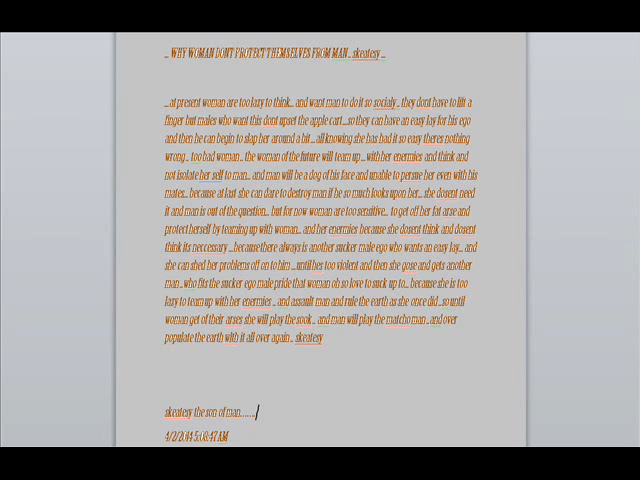 ... WHY WOMAN DONT PROTECT THEMSELVES FROM MAN .. skeatesy ...
...at present woman are too lazy to think... and want man to do it so socialy .. they dont have to lift a
finger but males who want this dont upset the apple cart ...so they can have an easy lay for his ego
and then he can begin to slap her around a bit ... all knowing she has had it so easy theres nothing
wrong .. too bad woman .. the woman of the future will team up ...with her enemies and think and
not isolate her self to man... and man will be a dog of his face and unable to persue her even with his
mates... because at last she can dare to destroy man if he so much looks upon her... she dosent need
it and man is out of the question... but for now woman are too sensitive.. to get off her fat arse and
protect herself by teaming up with woman... and her enemies because she dosent think and dosent
think its neccessary ...because there always is another sucker male ego who wants an easy lay... and
she can shed her problems off on to him ...until hes too violent and then she gose and gets another
man ..who fits the sucker ego male pride that woman oh so love to suck up to... because she is too
lazy to team up with her enemies .. and assault man and rule the earth as she once did ..so until
woman get of their arses she will play the sook .. and man will play the matcho man ..and over
populate the earth with it all over again .. skeatesy
skeatesy the son of man.......
4/2/2014 5:08:47 AM